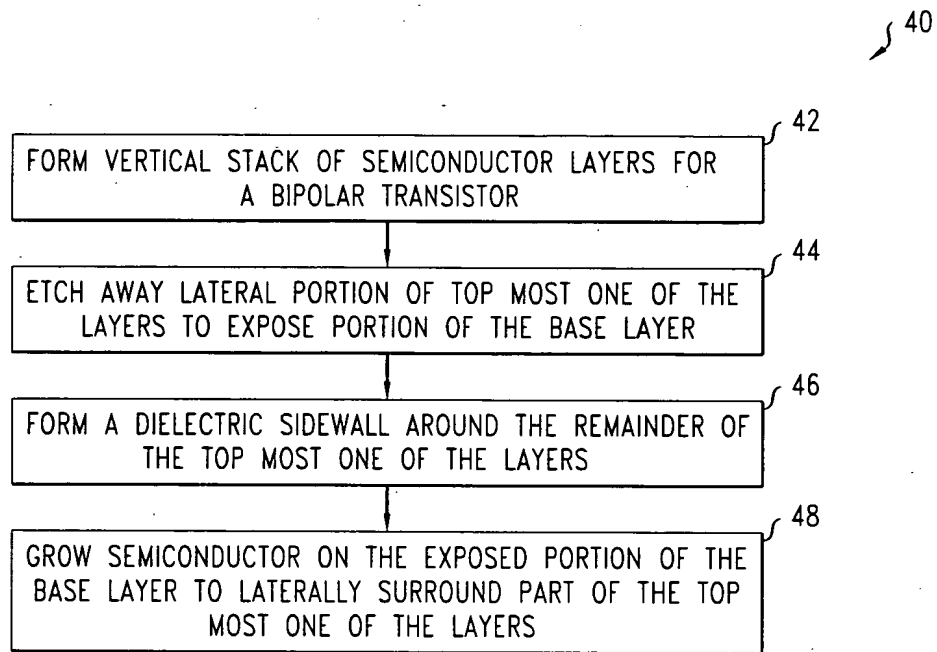 40
42
FORM VERTICAL STACK OF SEMICONDUCTOR LAYERS FOR
A BIPOLAR TRANSISTOR
44
ETCH AWAY LATERAL PORTION OF TOP MOST ONE OF THE
LAYERS TO EXPOSE PORTION OF THE BASE LAYER
46
FORM A DIELECTRIC SIDEWALL AROUND THE REMAINDER OF
THE TOP MOST ONE OF THE LAYERS
48
GROW SEMICONDUCTOR ON THE EXPOSED PORTION OF THE
BASE LAYER TO LATERALLY SURROUND PART OF THE TOP
MOST ONE OF THE LAYERS